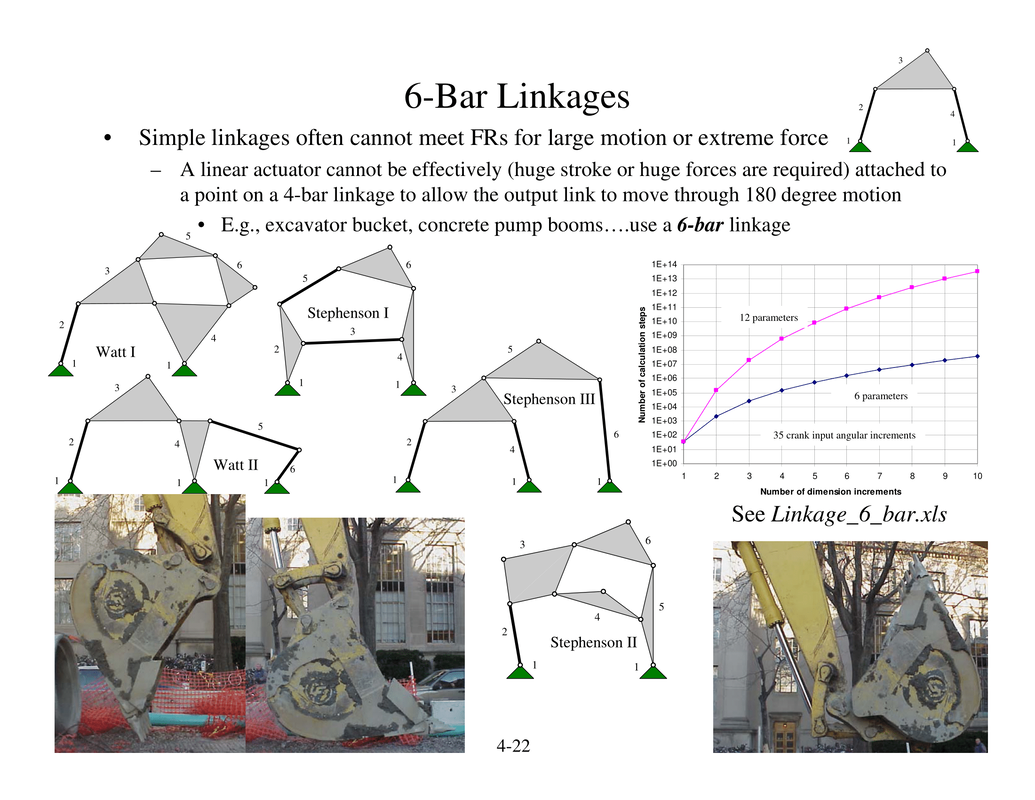 6-Bar Linkages
• Simple linkages often cannot meet FRs for large motion or extreme force
– A linear actuator cannot be effectively (huge stroke or huge forces are required) attached to
a point on a 4-bar linkage to allow the output link to move through 180 degree motion
• E.g., excavator bucket, concrete pump booms….use a 6-bar linkage
3
2
4
1
1
5
3
6
2
4
Watt I
1
1
6
5
Stephenson I
3
2
4
1
1
3
5
2
4
Watt II
6
1
1
1
5
3
Stephenson III
2
4
6
1
1
1
1E+14
1E+13
1E+12
1E+11
1E+10
1E+09
1E+08
1E+07
1E+06
1E+05
1E+04
1E+03
1E+02
1E+01
1E+00
Number of calculation steps
12 parameters
6 parameters
35 crank input angular increments
1 2 3 4 5 6 7 8 9 10
Number of dimension increments
See Linkage_6_bar.xls
3
6
4
5
2
Stephenson II
1
1
4-22